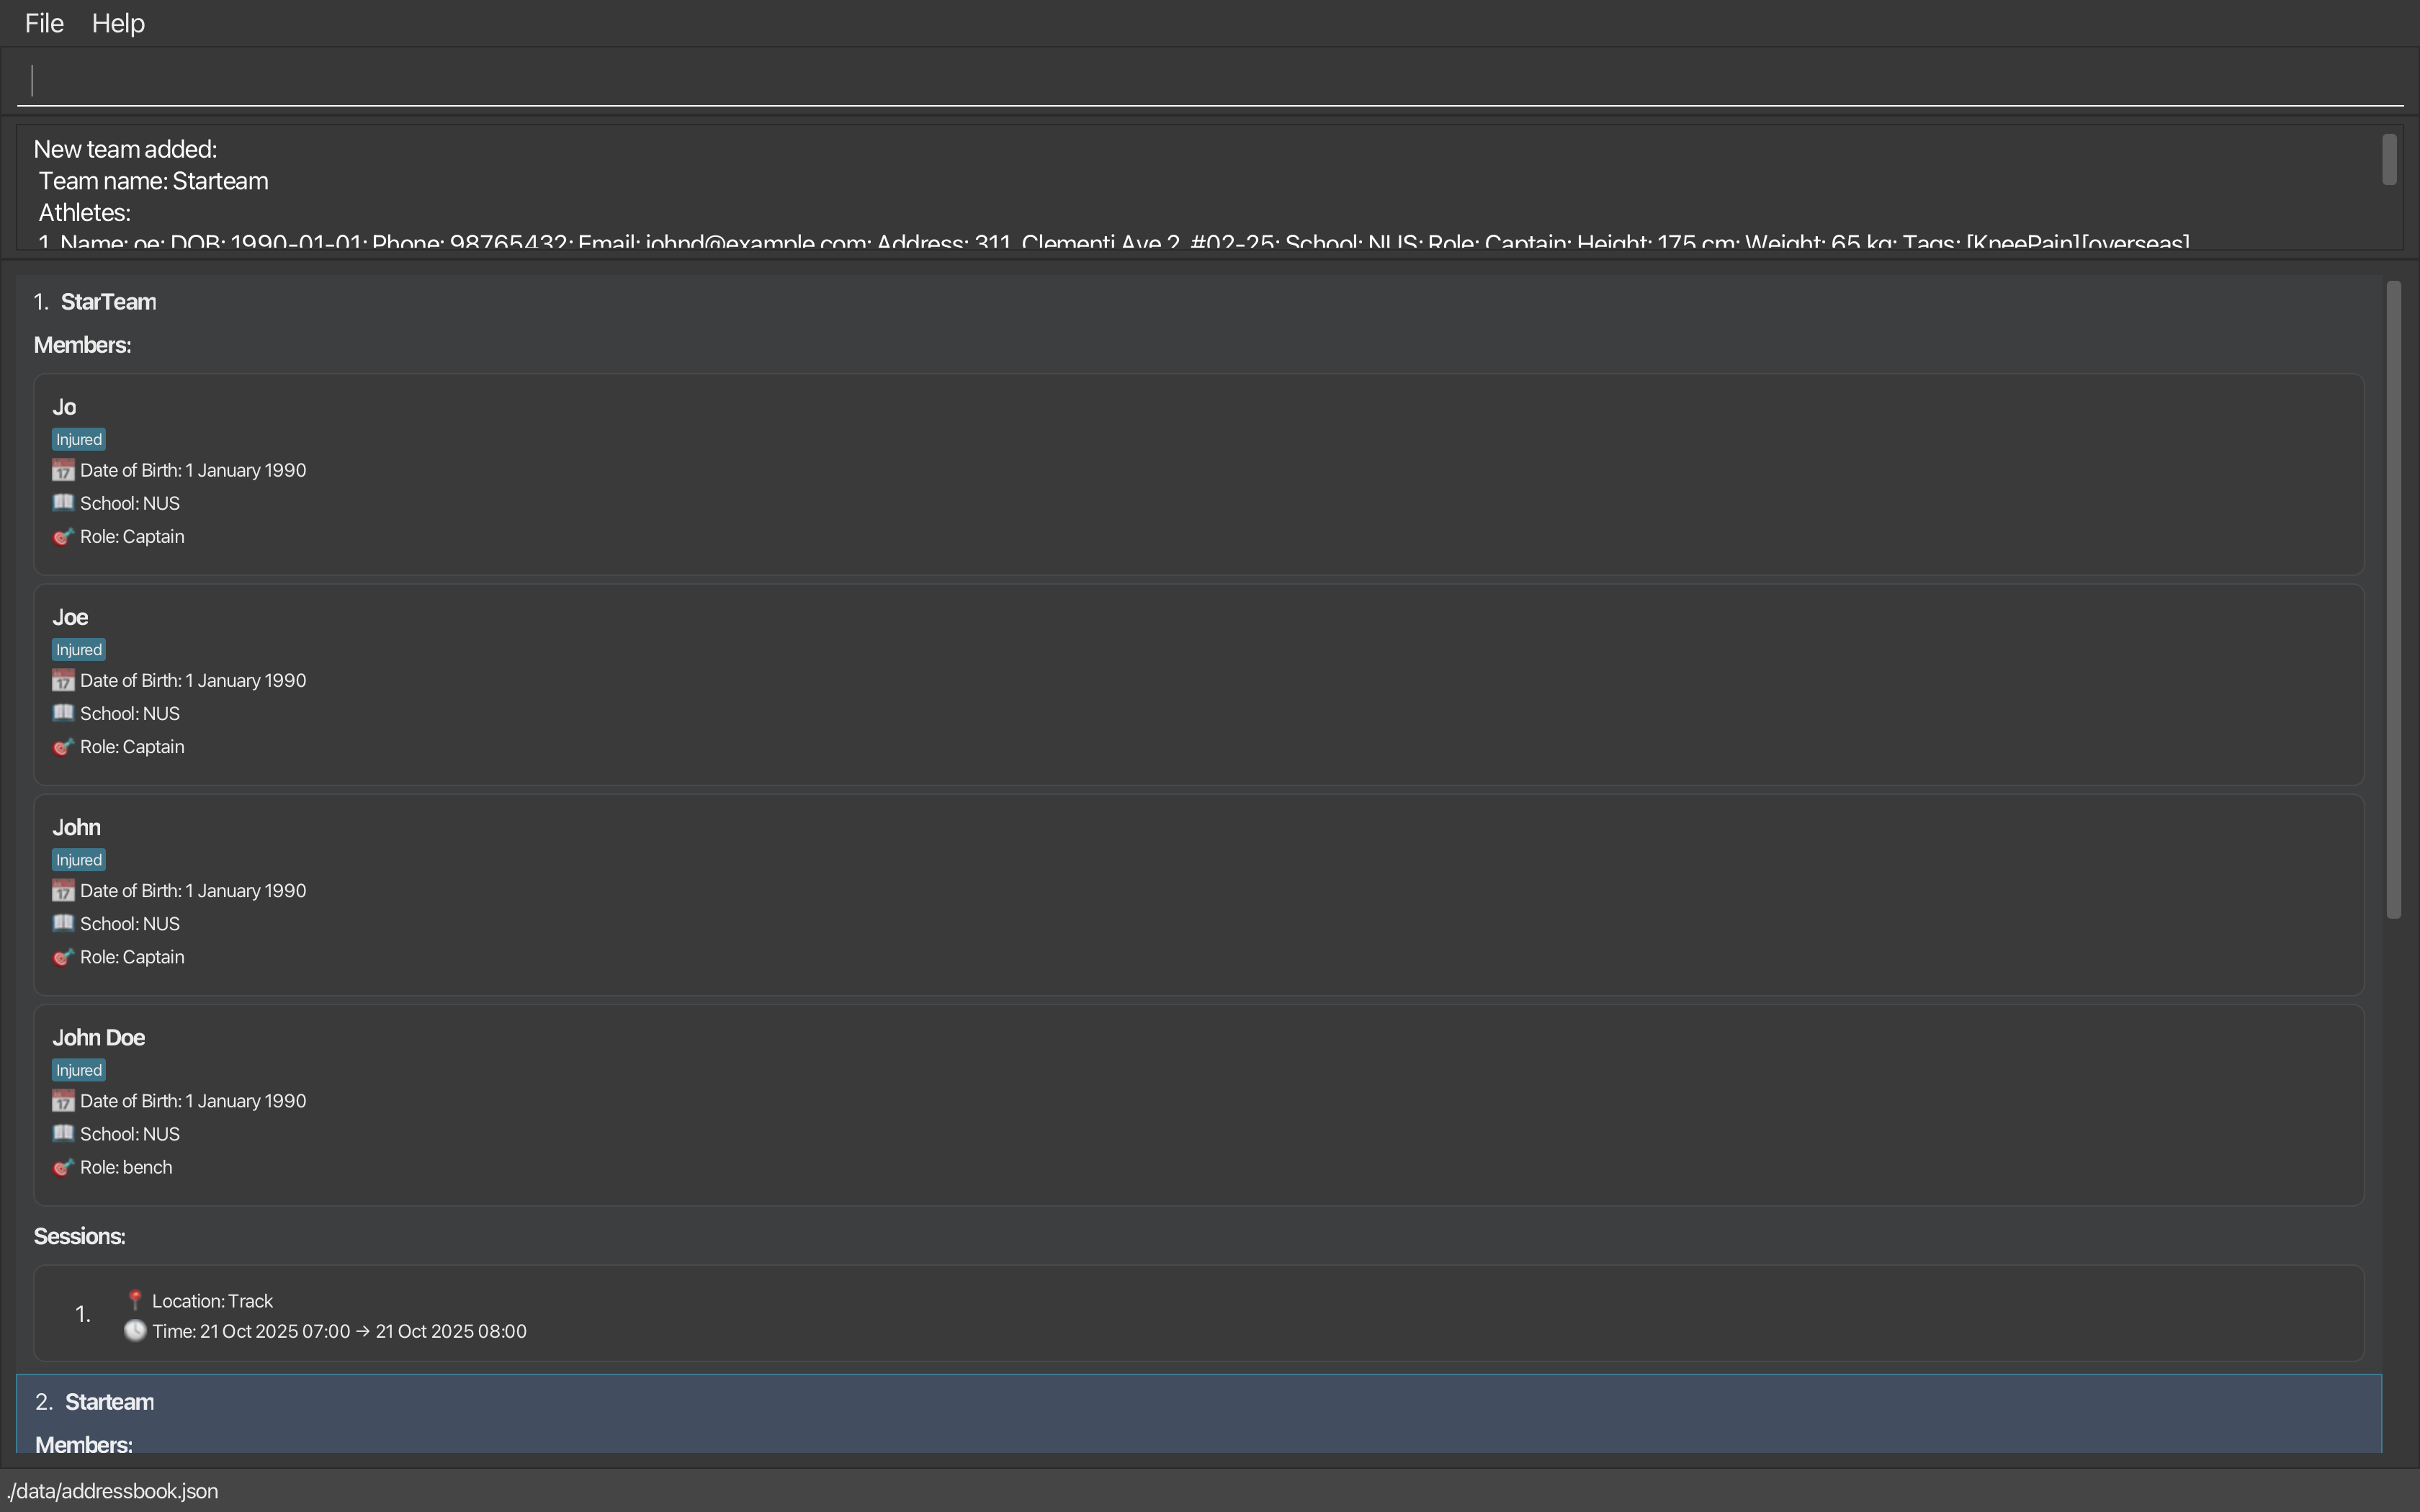 File Help
New team added:
Team name: Starteam
Athletes:
1. Name: oe; DOB: 1990-01-01; Phone: 98765432; Email: johnd@example.com; Address: 311, Clementi Ave 2, #02-25; School: NUS; Role: Captain; Height: 175 cm; Weight: 65 kg; Tags: [KneePain][overseas]
1. StarTeam
Members:
Jo
Injured
17 Date of Birth: 1 January 1990
School: NUS
Role: Captain
Joe
Injured
17 Date of Birth: 1 January 1990
School: NUS
Role: Captain
John
Injured
17 Date of Birth: 1 January 1990
School: NUS
Role: Captain
John Doe
Injured
17 Date of Birth: 1 January 1990
School: NUS
Role: bench
Sessions:
1. Location: Track
Time: 21 Oct 2025 07:00 → 21 Oct 2025 08:00
2. Starteam
Members:
./data/addressbook.json